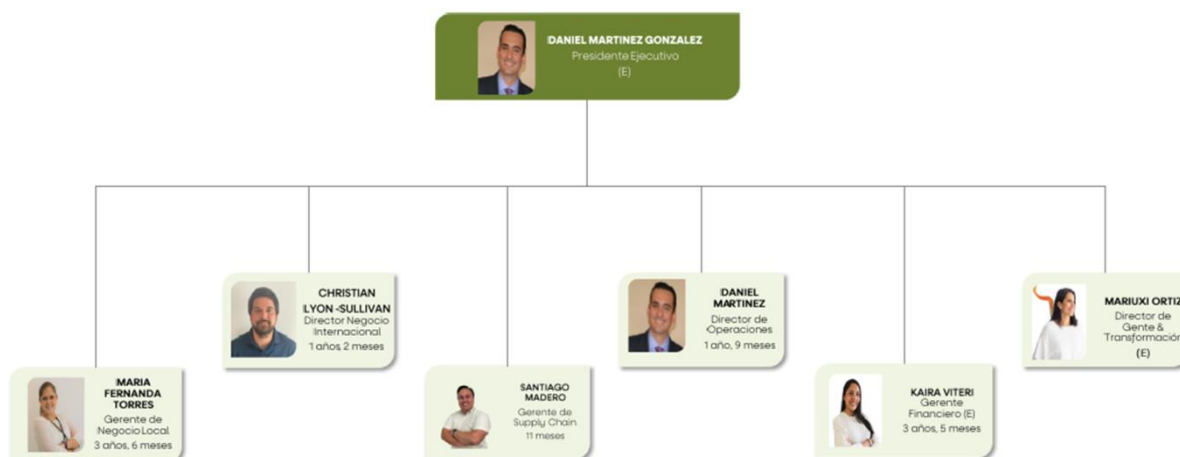 DANIEL MARTINEZ GONZALEZ
Presidente Ejecutivo
(E)
CHRISTIAN
LYON -SULLIVAN
Director Negocio
Internacional
1 años, 2 meses
DANIEL
MARTINEZ
Director de
Operaciones
1 año, 9 meses
MARIUXI ORTIZ
Director de
Gente &
Transformación
(E)
MARIA
FERNANDA
TORRES
Gerente de
Negocio Local
3 años, 6 meses
SANTIAGO
MADERO
Gerente de
Supply Chain
11 meses
KAIRA VITERI
Gerente
Financiero (E)
3 años, 5 meses